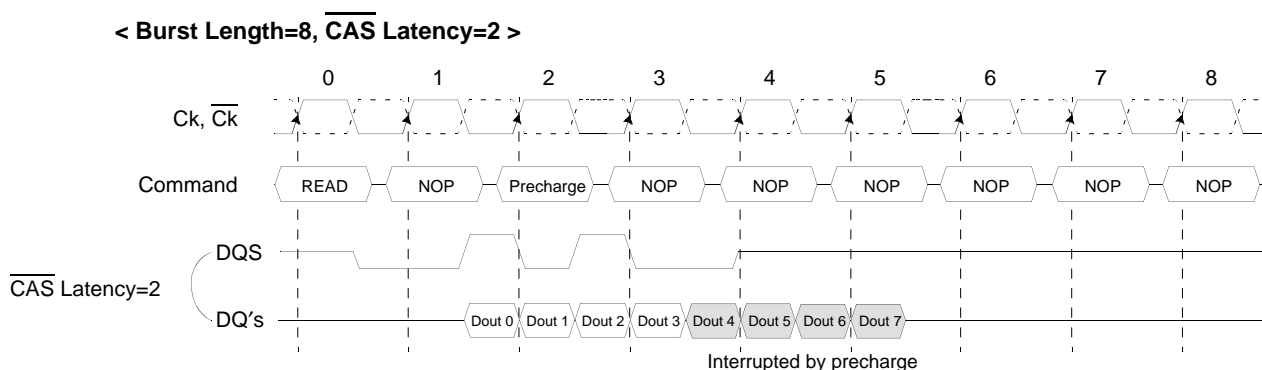 < Burst Length=8, CAS Latency=2 >
0 1 2 3 4 5 6 7 8
Ck, Ck
Command READ NOP Precharge NOP NOP NOP NOP NOP NOP
DQS
CAS Latency=2
DQ's Dout 0 Dout 1 Dout 2 Dout 3 Dout 4 Dout 5 Dout 6 Dout 7
Interrupted by precharge